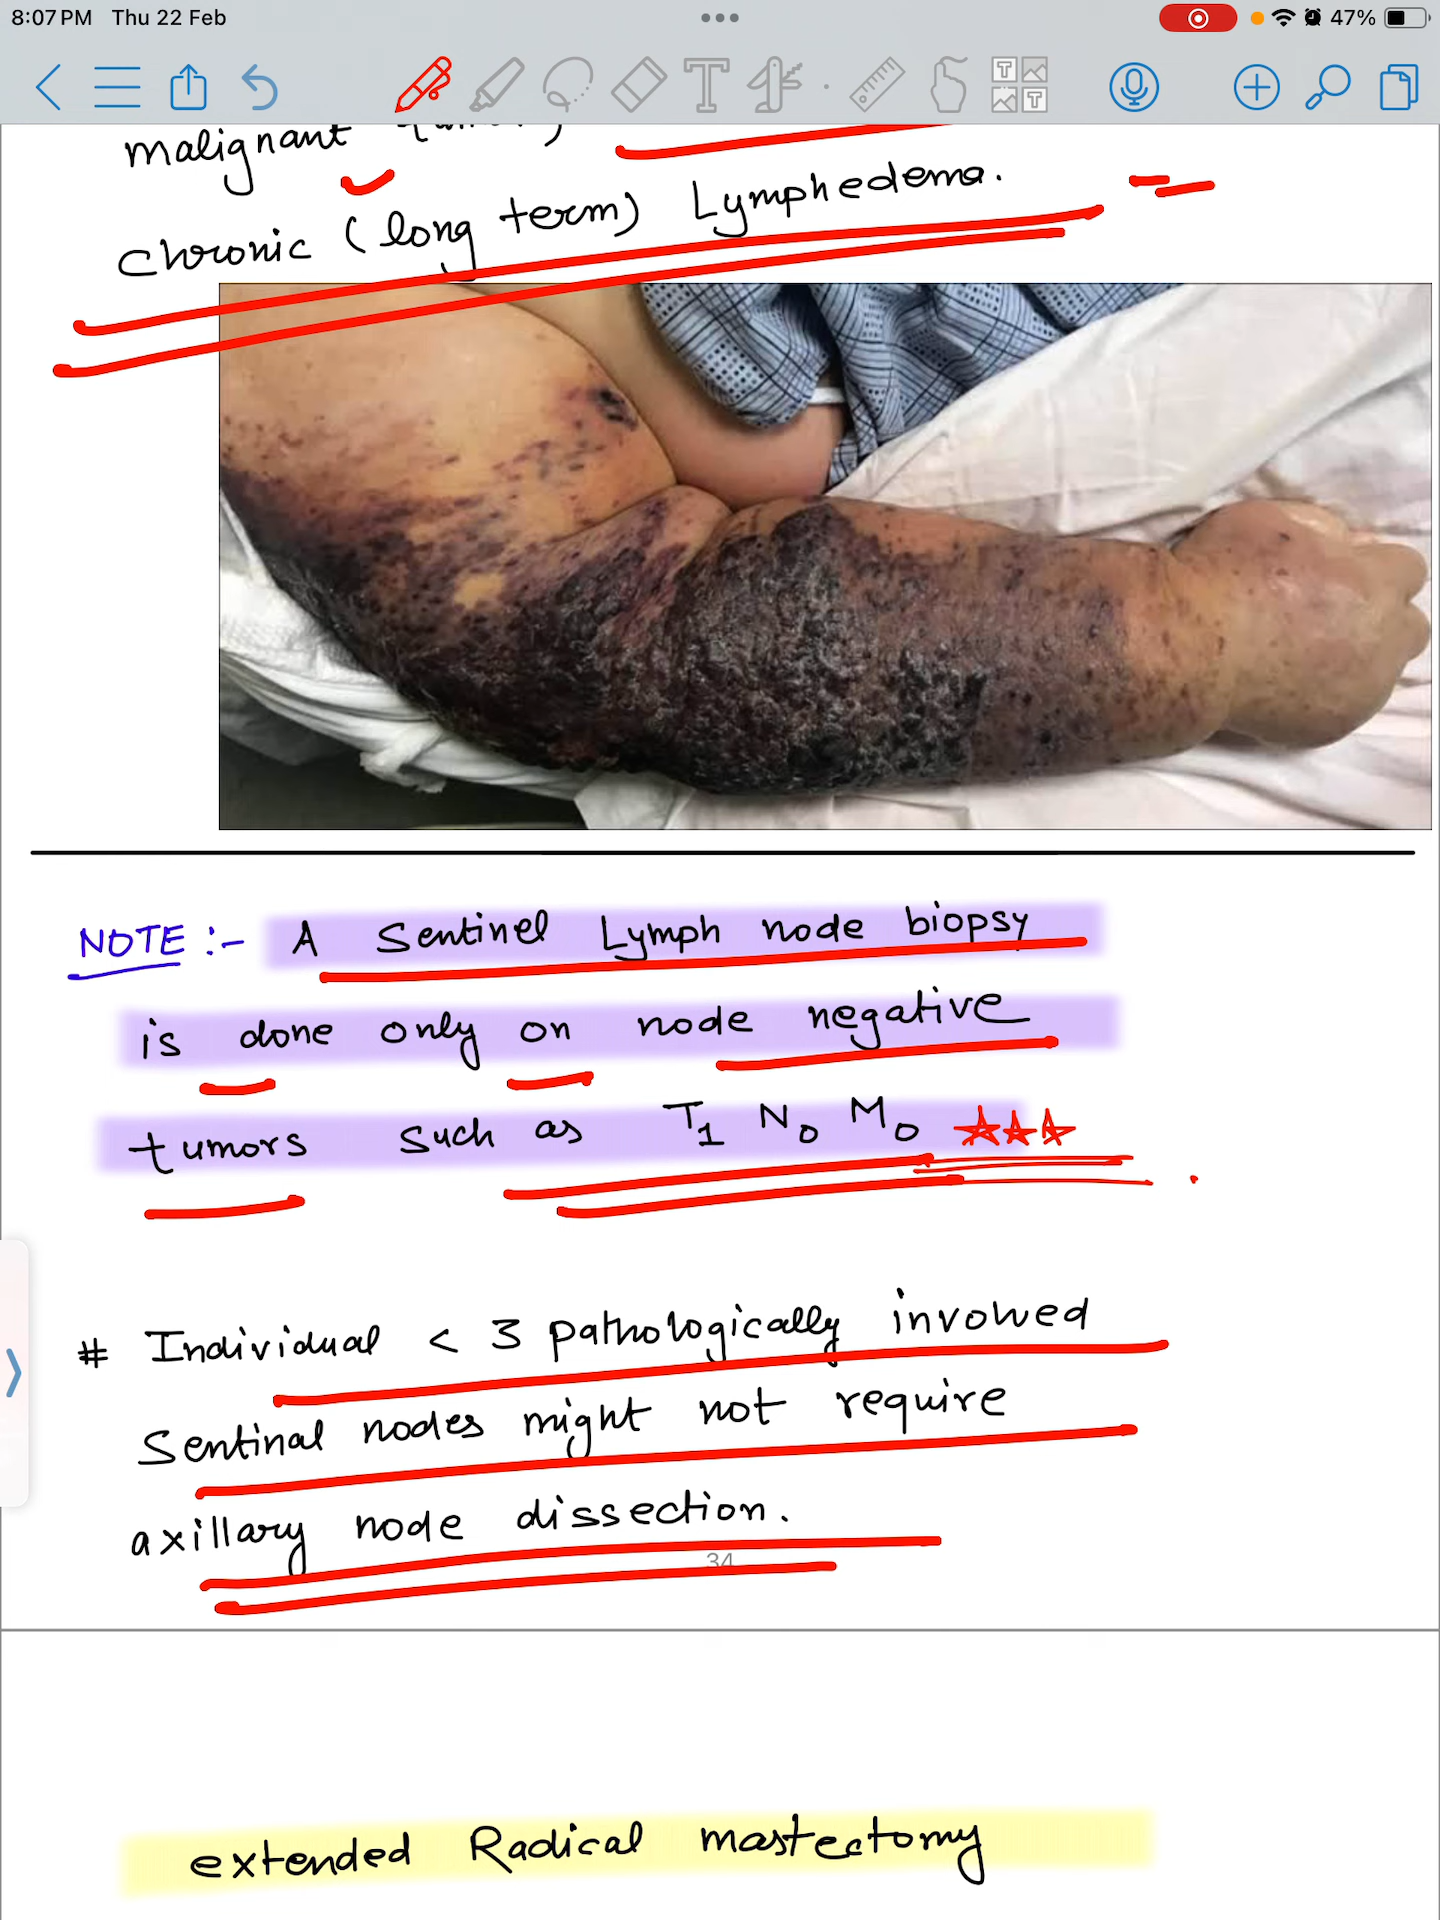 8:07 PM Thu 22 Feb
47%
malignant
chronic (long term) Lymphedema.
NOTE :- A Sentinel Lymph node biopsy
is done only on node negative
tumors such as T1 N0 M0
# Individual < 3 pathologically involved
Sentinal nodes might not require
axillary node dissection.
34
extended Radical mastectomy